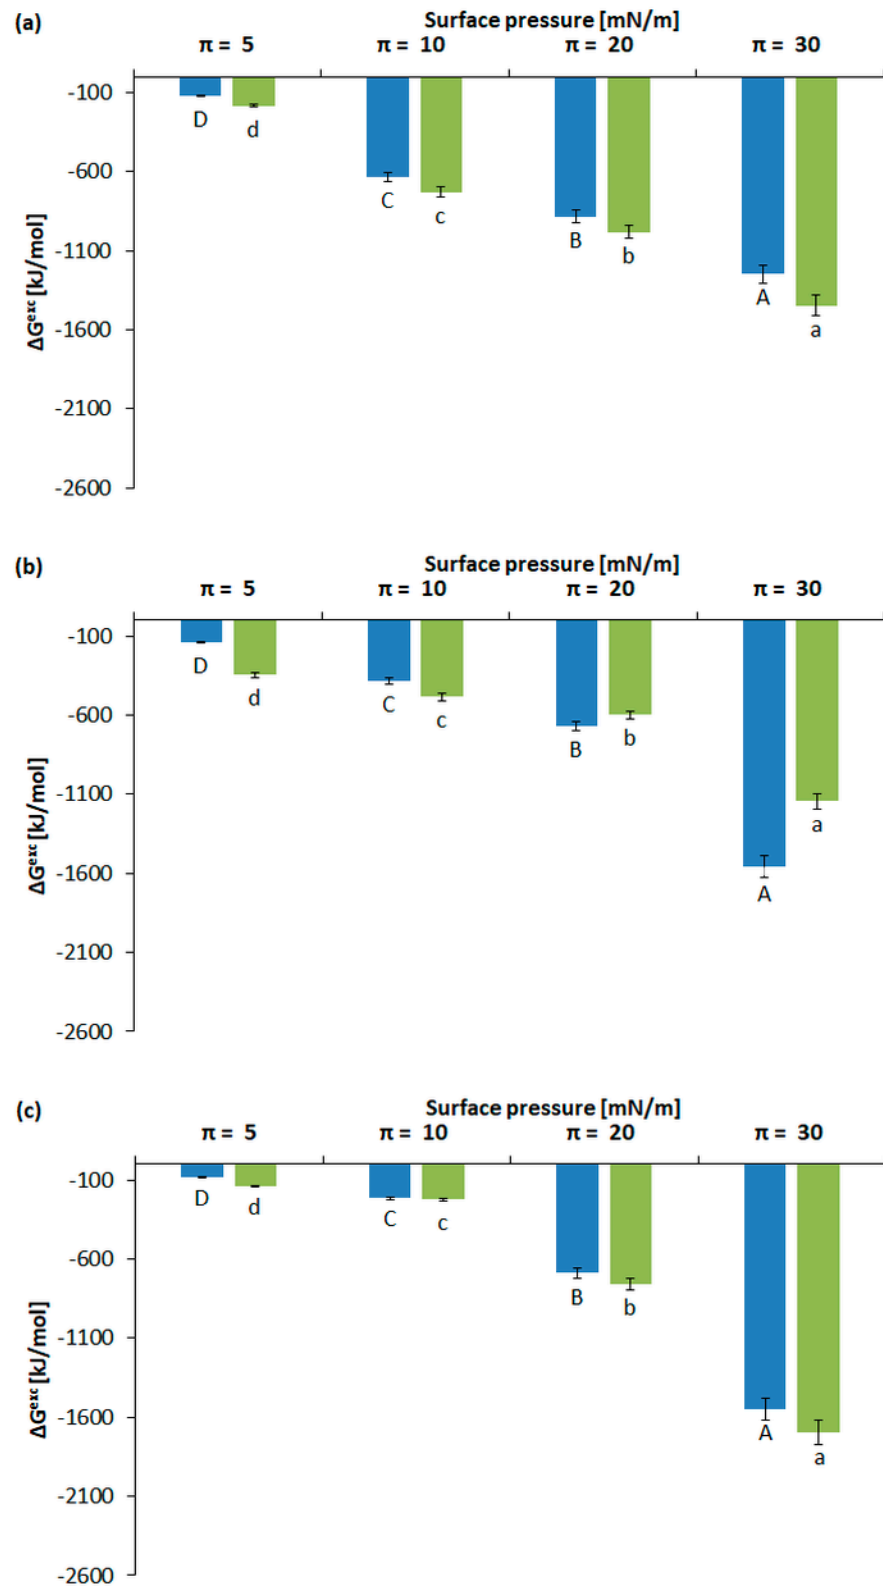 (a)
Surface pressure [mN/m]
π = 5 π = 10 π = 20 π = 30
-100
-600
-1100
-1600
-2100
-2600
ΔGᵉˣᶜ [kJ/mol]
D d C c B b A a
(b)
Surface pressure [mN/m]
π = 5 π = 10 π = 20 π = 30
-100
-600
-1100
-1600
-2100
-2600
ΔGᵉˣᶜ [kJ/mol]
D d C c B b A a
(c)
Surface pressure [mN/m]
π = 5 π = 10 π = 20 π = 30
-100
-600
-1100
-1600
-2100
-2600
ΔGᵉˣᶜ [kJ/mol]
D d C c B b A a